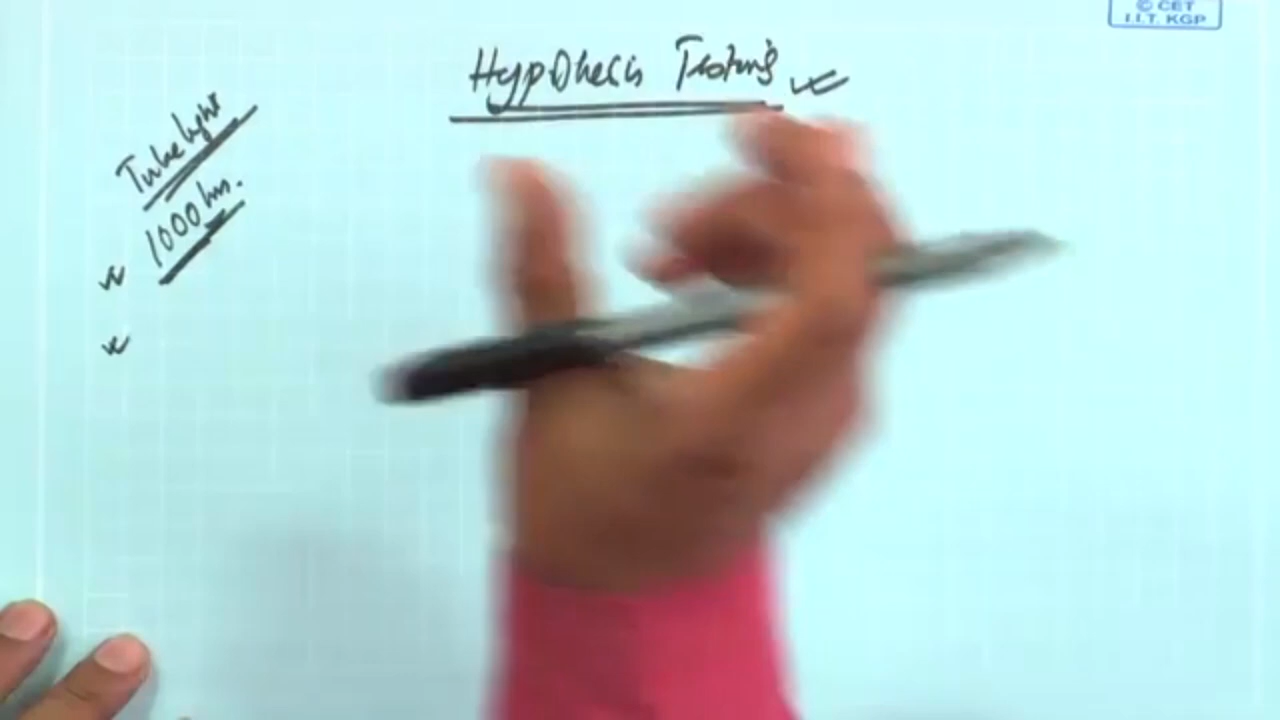 © CET
I.I.T. KGP
Hypothesis Testing
Tubelight
1000 hrs.